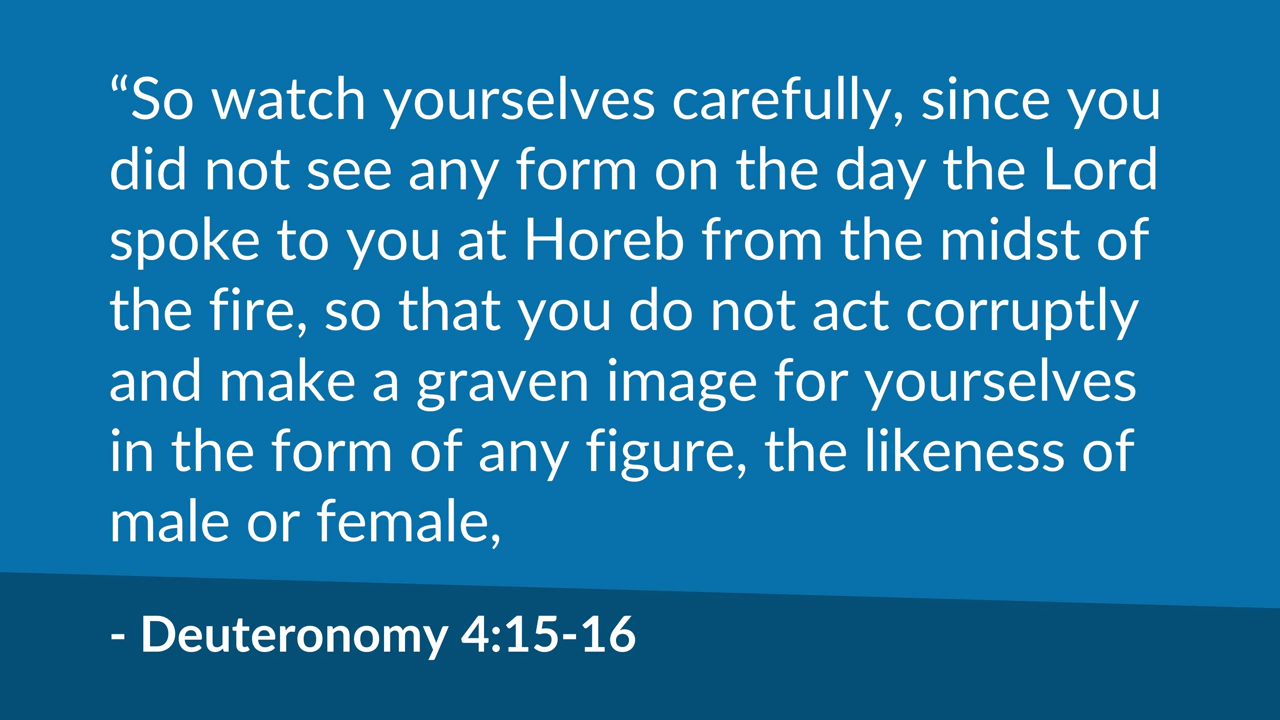 “So watch yourselves carefully, since you
did not see any form on the day the Lord
spoke to you at Horeb from the midst of
the fire, so that you do not act corruptly
and make a graven image for yourselves
in the form of any figure, the likeness of
male or female,
- Deuteronomy 4:15-16